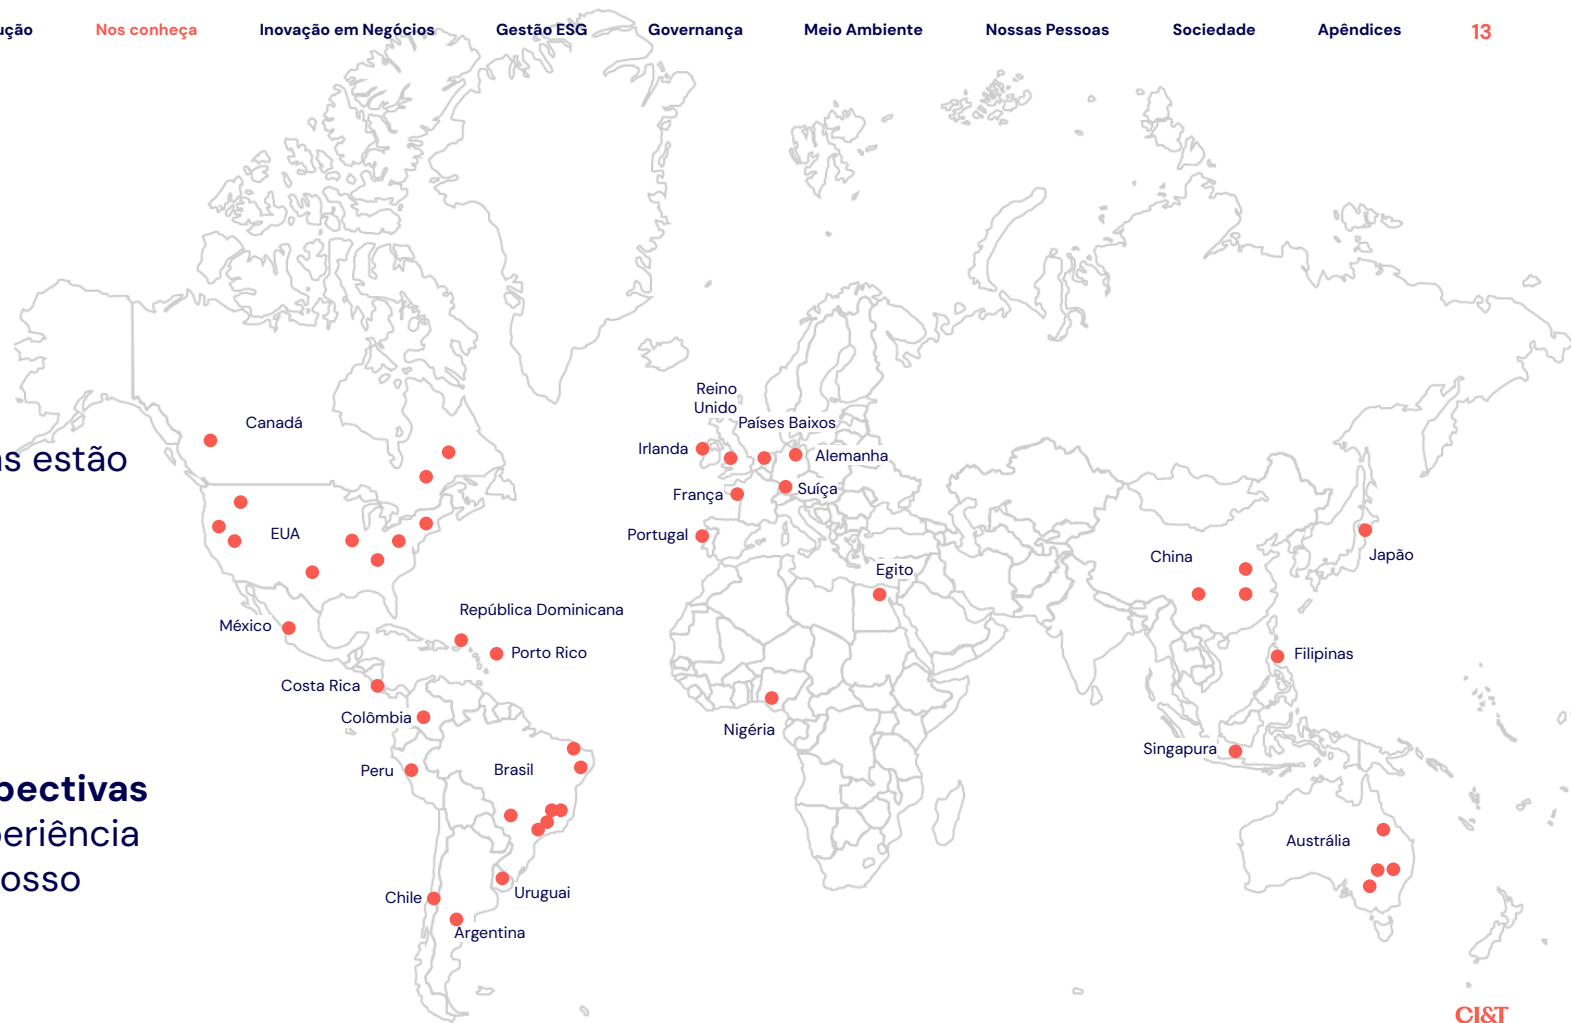 ução
Nos conheça
Inovação em Negócios
Gestão ESG
Governança
Meio Ambiente
Nossas Pessoas
Sociedade
Apêndices
13
as estão
pectivas
periência
osso
Canadá
EUA
México
República Dominicana
Porto Rico
Costa Rica
Colômbia
Peru
Brasil
Chile
Uruguai
Argentina
Reino
Unido
Países Baixos
Irlanda
Alemanha
França
Suíça
Portugal
Egito
Nigéria
China
Japão
Filipinas
Singapura
Austrália
CI&T